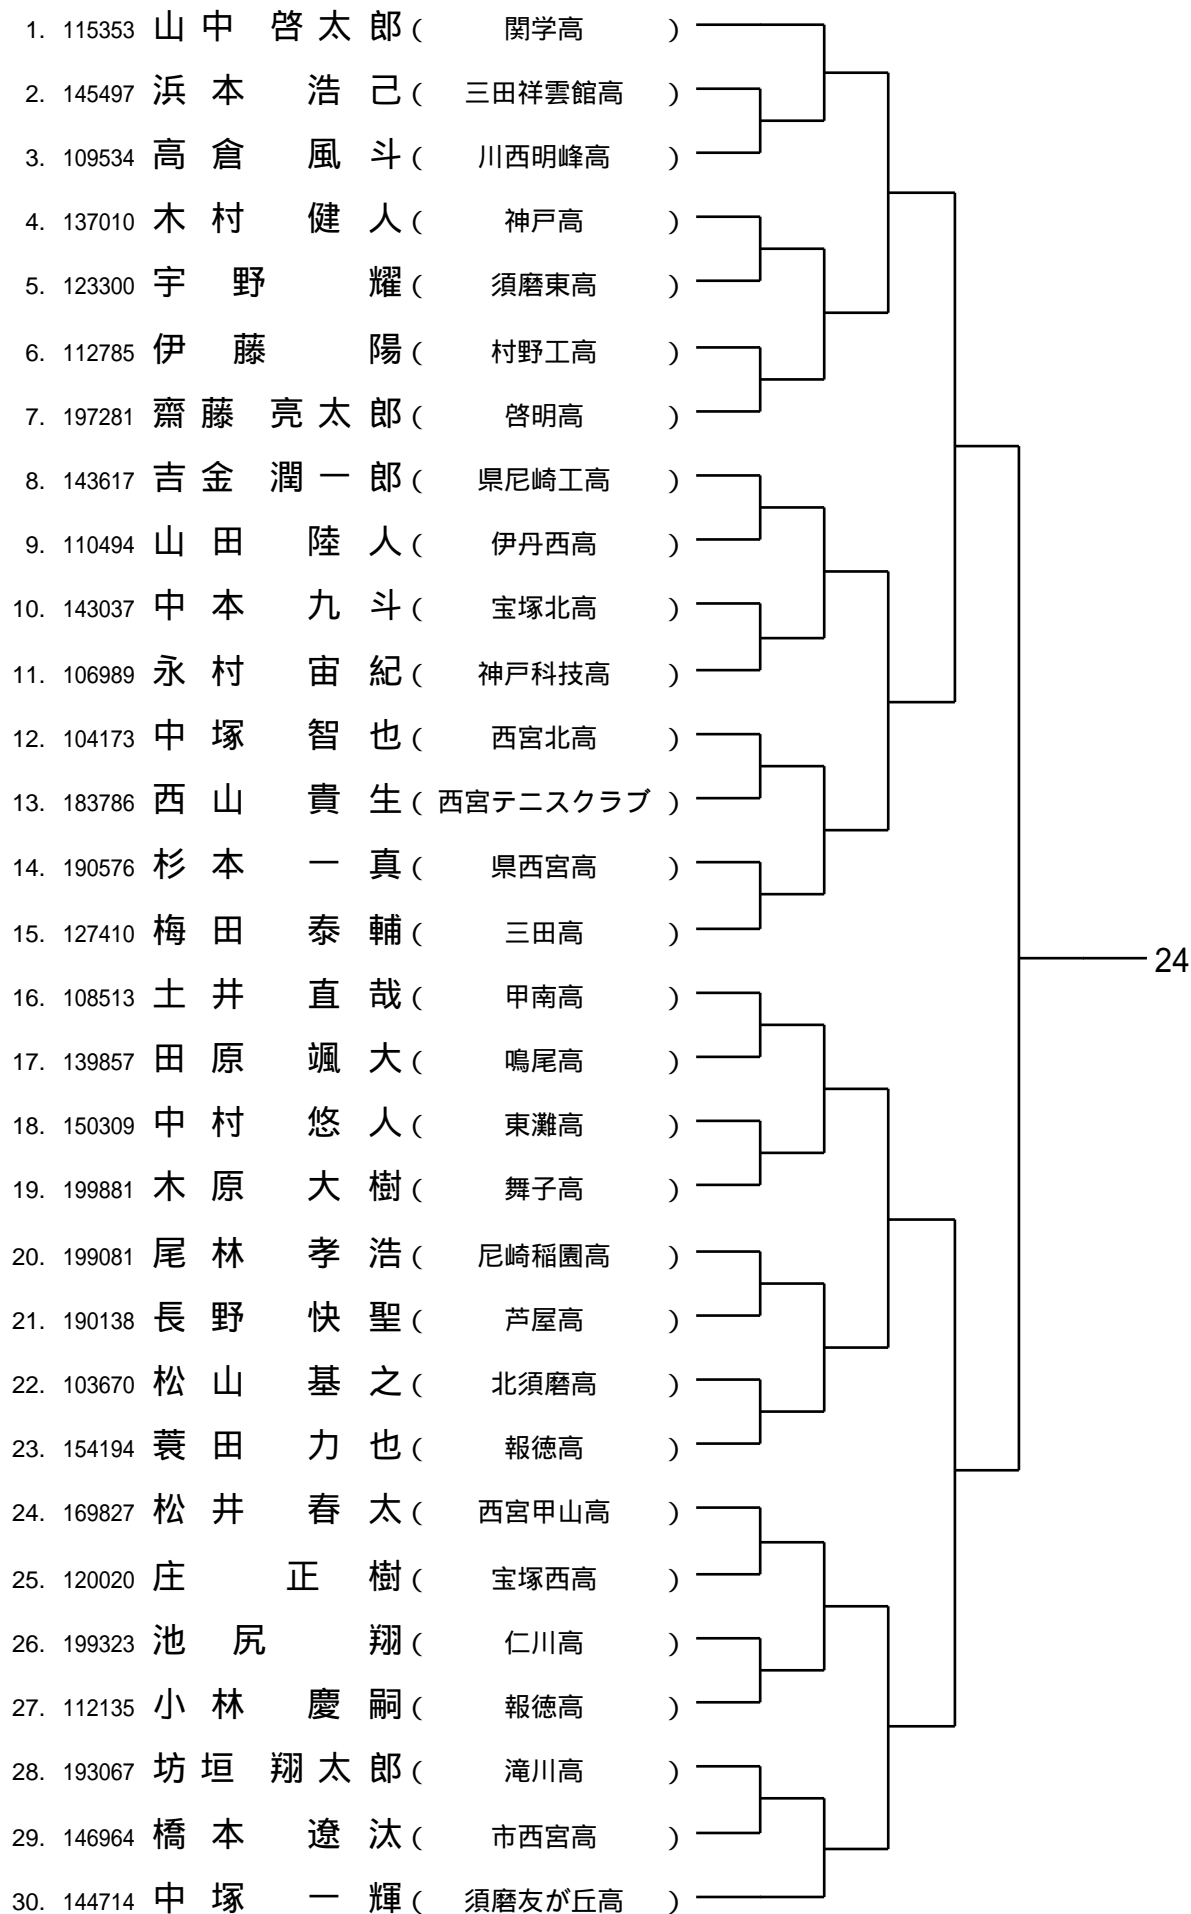 1. 115353 山中 啓太郎 ( 関学高 )
2. 145497 浜本 浩己 ( 三田祥雲館高 )
3. 109534 高倉 風斗 ( 川西明峰高 )
4. 137010 木村 健人 ( 神戸高 )
5. 123300 宇野 耀 ( 須磨東高 )
6. 112785 伊藤 陽 ( 村野工高 )
7. 197281 齋藤 亮太郎 ( 啓明高 )
8. 143617 吉金 潤一郎 ( 県尼崎工高 )
9. 110494 山田 陸人 ( 伊丹西高 )
10. 143037 中本 九斗 ( 宝塚北高 )
11. 106989 永村 宙紀 ( 神戸科技高 )
12. 104173 中塚 智也 ( 西宮北高 )
13. 183786 西山 貴生 ( 西宮テニスクラブ )
14. 190576 杉本 一真 ( 県西宮高 )
15. 127410 梅田 泰輔 ( 三田高 )
24
16. 108513 土井 直哉 ( 甲南高 )
17. 139857 田原 颯大 ( 鳴尾高 )
18. 150309 中村 悠人 ( 東灘高 )
19. 199881 木原 大樹 ( 舞子高 )
20. 199081 尾林 孝浩 ( 尼崎稲園高 )
21. 190138 長野 快聖 ( 芦屋高 )
22. 103670 松山 基之 ( 北須磨高 )
23. 154194 蓑田 力也 ( 報徳高 )
24. 169827 松井 春太 ( 西宮甲山高 )
25. 120020 庄 正樹 ( 宝塚西高 )
26. 199323 池尻 翔 ( 仁川高 )
27. 112135 小林 慶嗣 ( 報徳高 )
28. 193067 坊垣 翔太郎 ( 滝川高 )
29. 146964 橋本 遼汰 ( 市西宮高 )
30. 144714 中塚 一輝 ( 須磨友が丘高 )